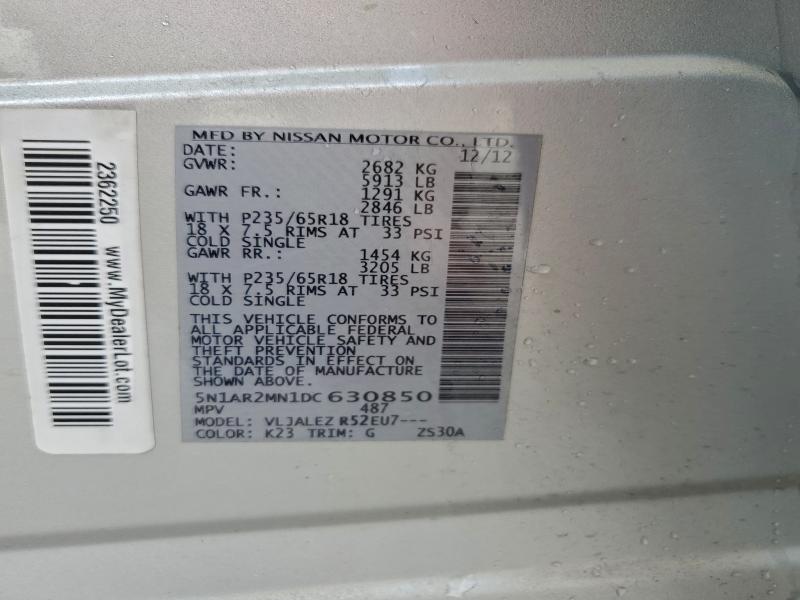 MFD BY NISSAN MOTOR CO., LTD.
DATE: 12/12
GVWR: 2682 KG
5913 LB
GAWR FR.: 1291 KG
2846 LB
WITH P235/65R18 TIRES
18 X 7.5 RIMS AT 33 PSI
COLD SINGLE
GAWR RR.: 1454 KG
3205 LB
WITH P235/65R18 TIRES
18 X 7.5 RIMS AT 33 PSI
COLD SINGLE
THIS VEHICLE CONFORMS TO
ALL APPLICABLE FEDERAL
MOTOR VEHICLE SAFETY AND
THEFT PREVENTION
STANDARDS IN EFFECT ON
THE DATE OF MANUFACTURE
SHOWN ABOVE.
5N1AR2MN1DC 630850
MPV 487
MODEL: VLJALEZ R52EU7---
COLOR: K23 TRIM: G ZS30A
2362250 www.MyDealerLot.com